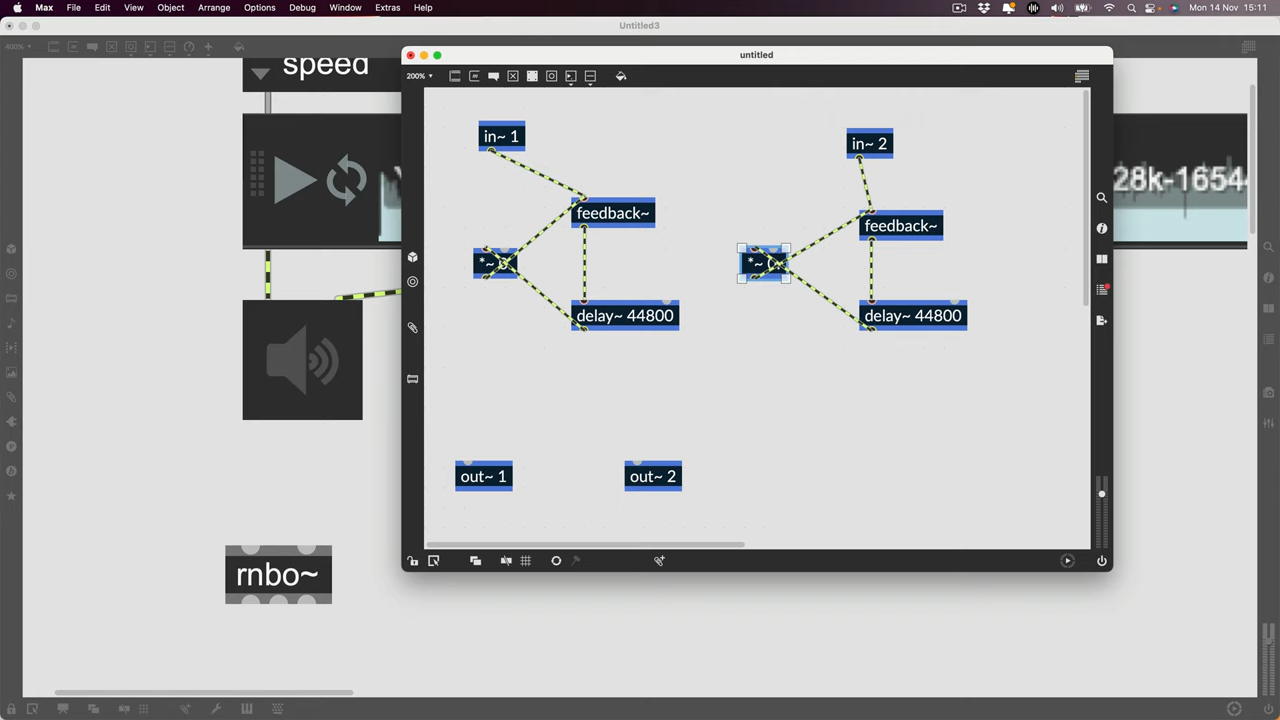 Max File Edit View Object Arrange Options Debug Window Extras Help
Mon 14 Nov 15:11
Untitled3
400%
speed
28k-1654
rnbo~
untitled
200%
in~ 1
in~ 2
feedback~
feedback~
*~
*~
delay~ 44800
delay~ 44800
out~ 1
out~ 2